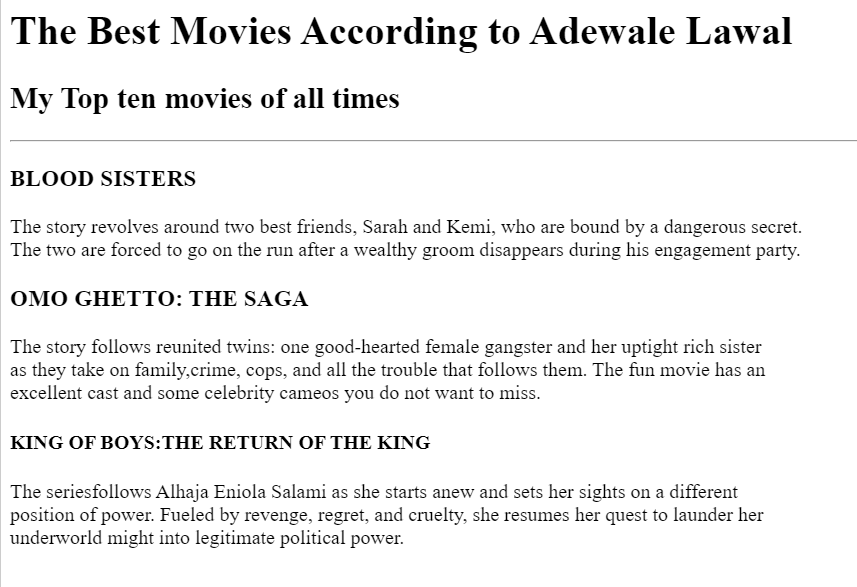 The Best Movies According to Adewale Lawal
My Top ten movies of all times
BLOOD SISTERS
The story revolves around two best friends, Sarah and Kemi, who are bound by a dangerous secret.
The two are forced to go on the run after a wealthy groom disappears during his engagement party.
OMO GHETTO: THE SAGA
The story follows reunited twins: one good-hearted female gangster and her uptight rich sister
as they take on family,crime, cops, and all the trouble that follows them. The fun movie has an
excellent cast and some celebrity cameos you do not want to miss.
KING OF BOYS:THE RETURN OF THE KING
The seriesfollows Alhaja Eniola Salami as she starts anew and sets her sights on a different
position of power. Fueled by revenge, regret, and cruelty, she resumes her quest to launder her
underworld might into legitimate political power.